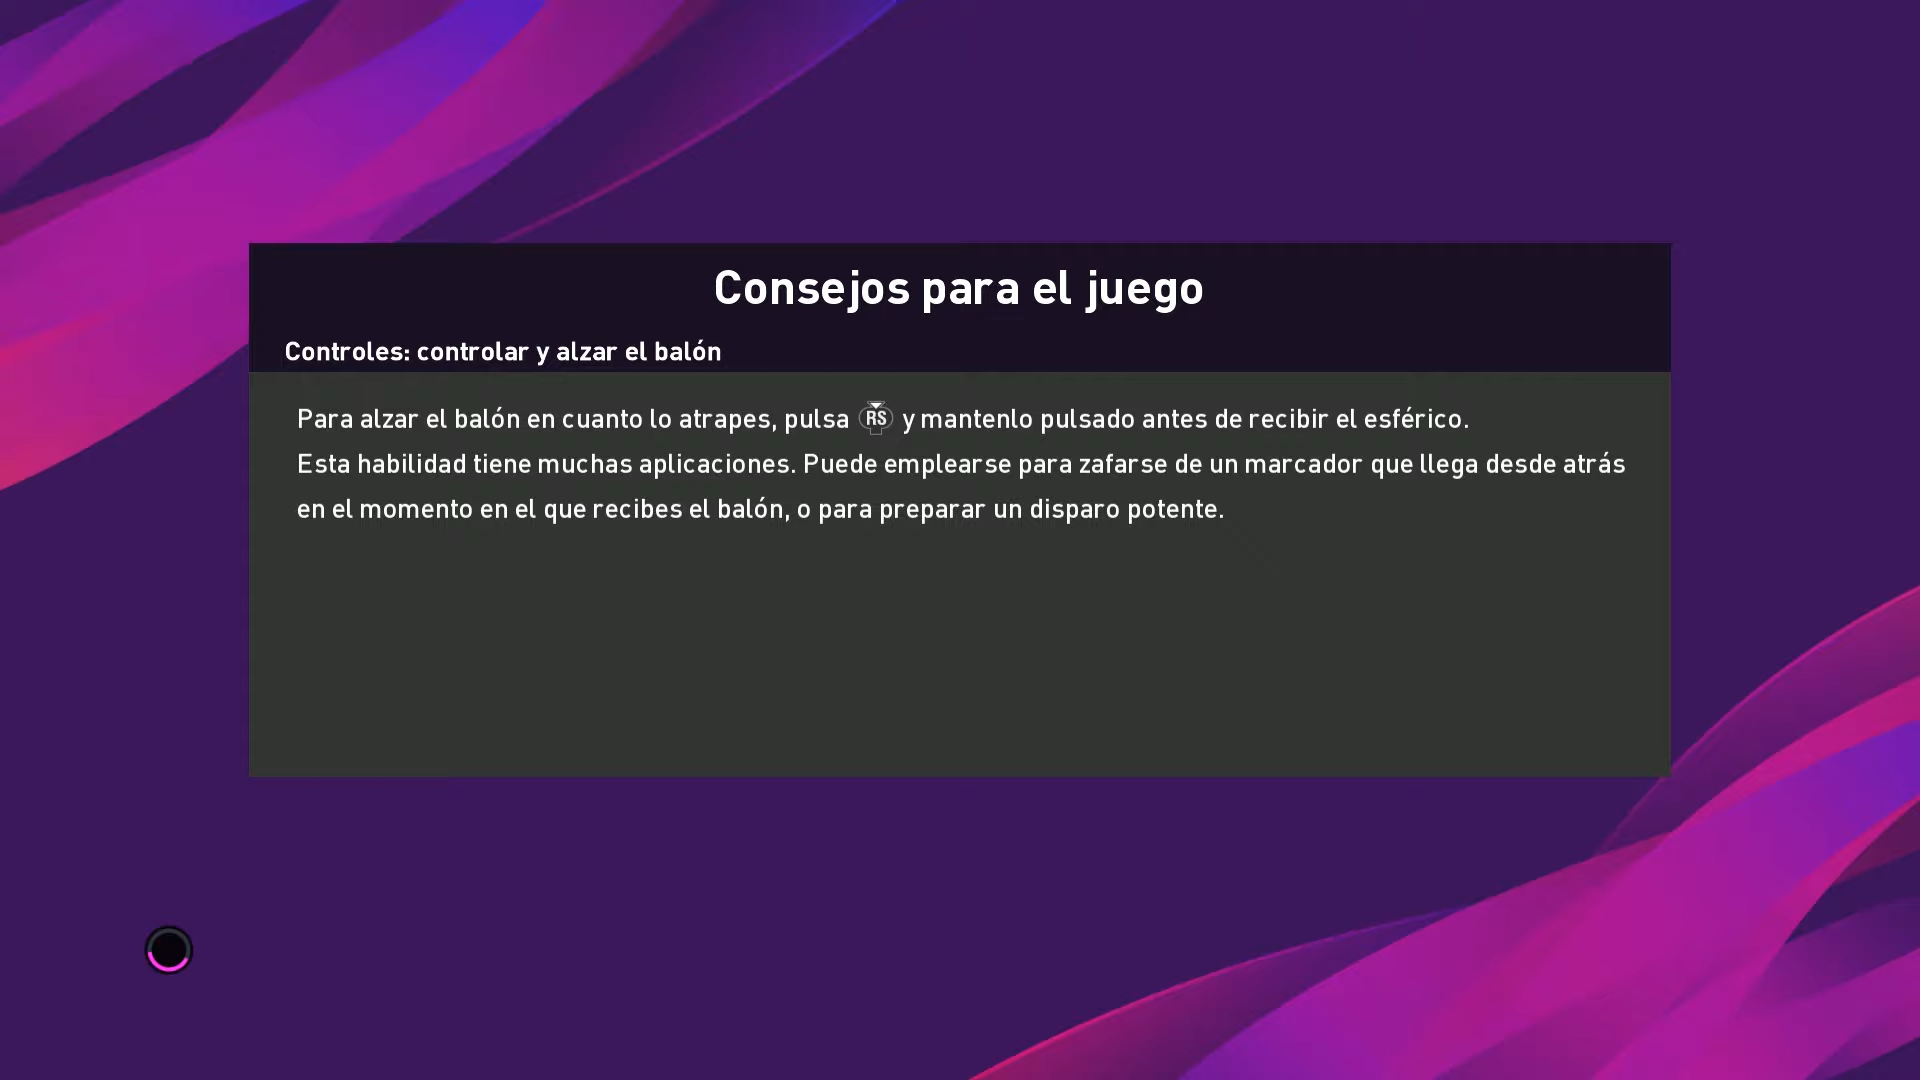 Consejos para el juego
Controles: controlar y alzar el balón
Para alzar el balón en cuanto lo atrapes, pulsa RS y mantenlo pulsado antes de recibir el esférico.
Esta habilidad tiene muchas aplicaciones. Puede emplearse para zafarse de un marcador que llega desde atrás
en el momento en el que recibes el balón, o para preparar un disparo potente.